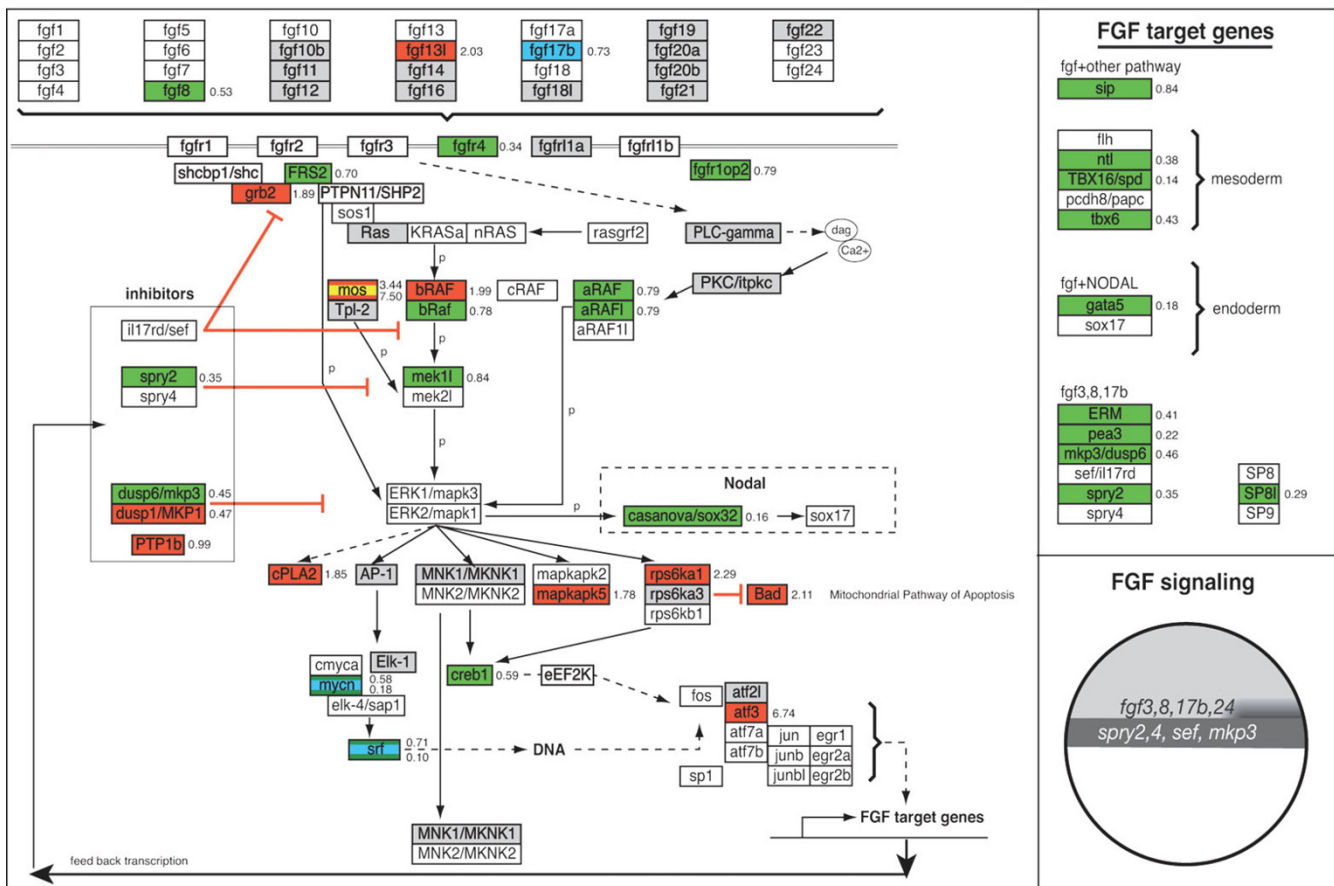 fgf1 fgf5 fgf10 fgf13 fgf17a fgf19 fgf22
fgf2 fgf6 fgf10b fgf13l 2.03 fgf17b 0.73 fgf20a fgf23
fgf3 fgf7 fgf11 fgf14 fgf18 fgf20b fgf24
fgf4 fgf8 0.53 fgf12 fgf16 fgf18l fgf21
fgfr1 fgfr2 fgfr3 fgfr4 0.34 fgfrl1a fgfrl1b
shcbp1/shc FRS2 0.70 fgfr1op2 0.79
grb2 1.89 PTPN11/SHP2
sos1
Ras KRASa nRAS rasgrf2 PLC-gamma dag
Ca2+
p
PKC/itpkc
inhibitors
mos 3.44 bRAF 1.99 cRAF aRAF 0.79
7.50
Tpl-2 bRaf 0.78 aRAFl 0.79
il17rd/sef aRAF1l
p p
spry2 0.35 p mek1l 0.84
spry4 mek2l
p
p
dusp6/mkp3 0.45 ERK1/mapk3
dusp1/MKP1 0.47 ERK2/mapk1 p
PTP1b 0.99
Nodal
casanova/sox32 0.16 sox17
cPLA2 1.85 AP-1 MNK1/MKNK1 mapkapk2 rps6ka1 2.29
MNK2/MKNK2 mapkapk5 1.78 rps6ka3 Bad 2.11 Mitochondrial Pathway of Apoptosis
rps6kb1
cmyca Elk-1 creb1 0.59 eEF2K
mycn 0.58
0.18
elk-4/sap1
fos atf2l
atf3 6.74
srf 0.71 DNA atf7a jun egr1
0.10
atf7b junb egr2a
sp1 junbl egr2b
MNK1/MKNK1 FGF target genes
MNK2/MKNK2
feed back transcription
FGF target genes
fgf+other pathway
sip 0.84
flh
ntl 0.38
TBX16/spd 0.14 mesoderm
pcdh8/papc
tbx6 0.43
fgf+NODAL
gata5 0.18 endoderm
sox17
fgf3,8,17b
ERM 0.41
pea3 0.22
mkp3/dusp6 0.46
sef/il17rd SP8
spry2 0.35 SP8l 0.29
spry4 SP9
FGF signaling
fgf3,8,17b,24
spry2,4, sef, mkp3